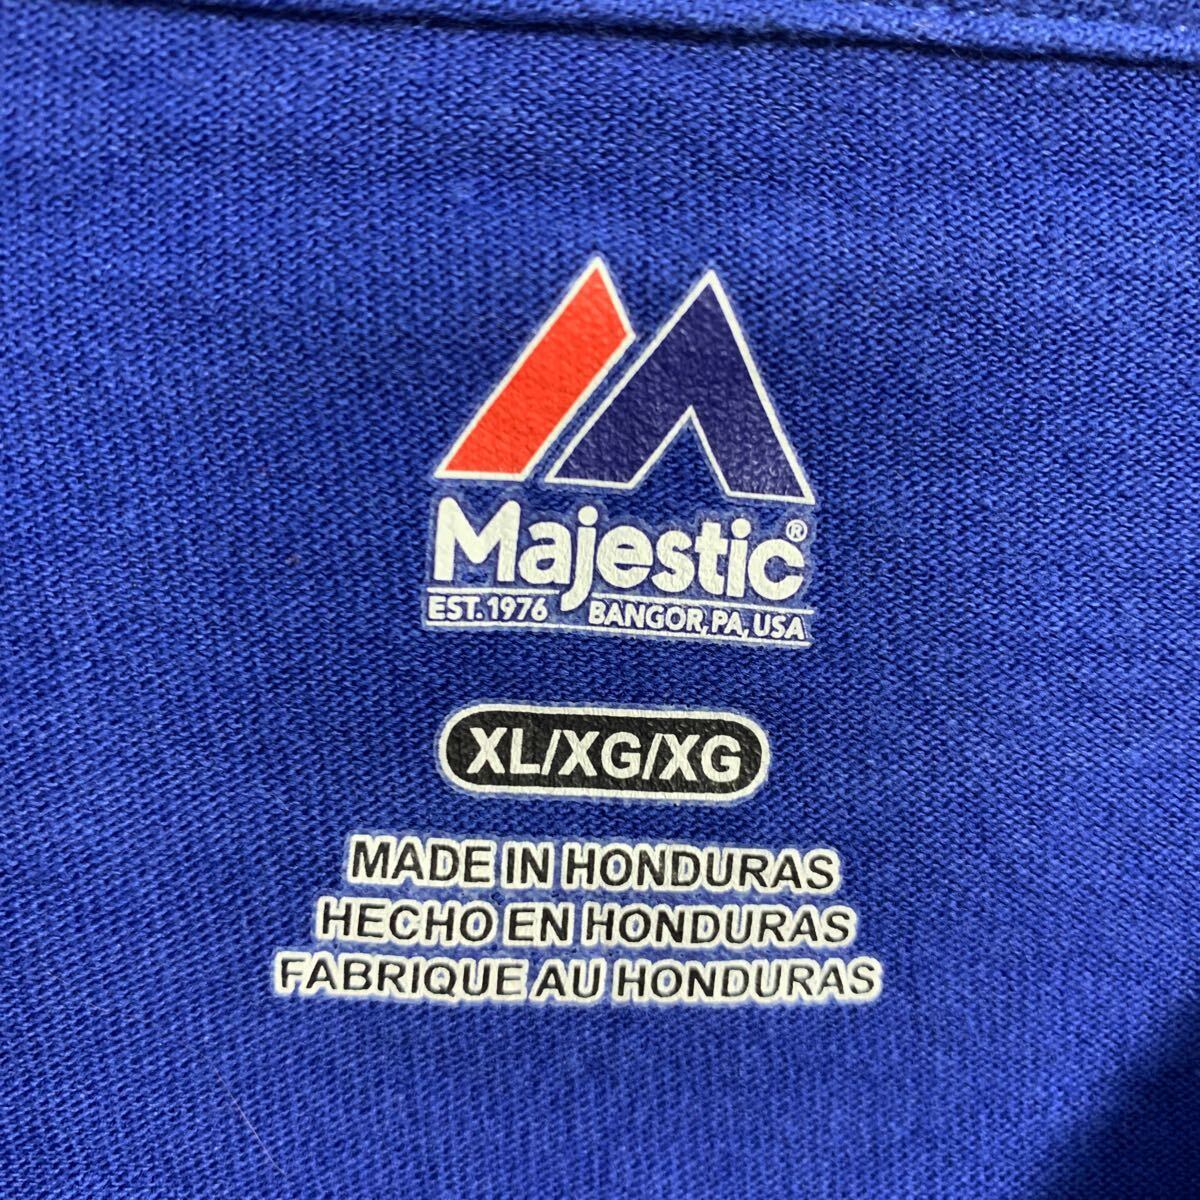 Majestic®
EST. 1976 BANGOR, PA, USA
XL/XG/XG
MADE IN HONDURAS
HECHO EN HONDURAS
FABRIQUE AU HONDURAS